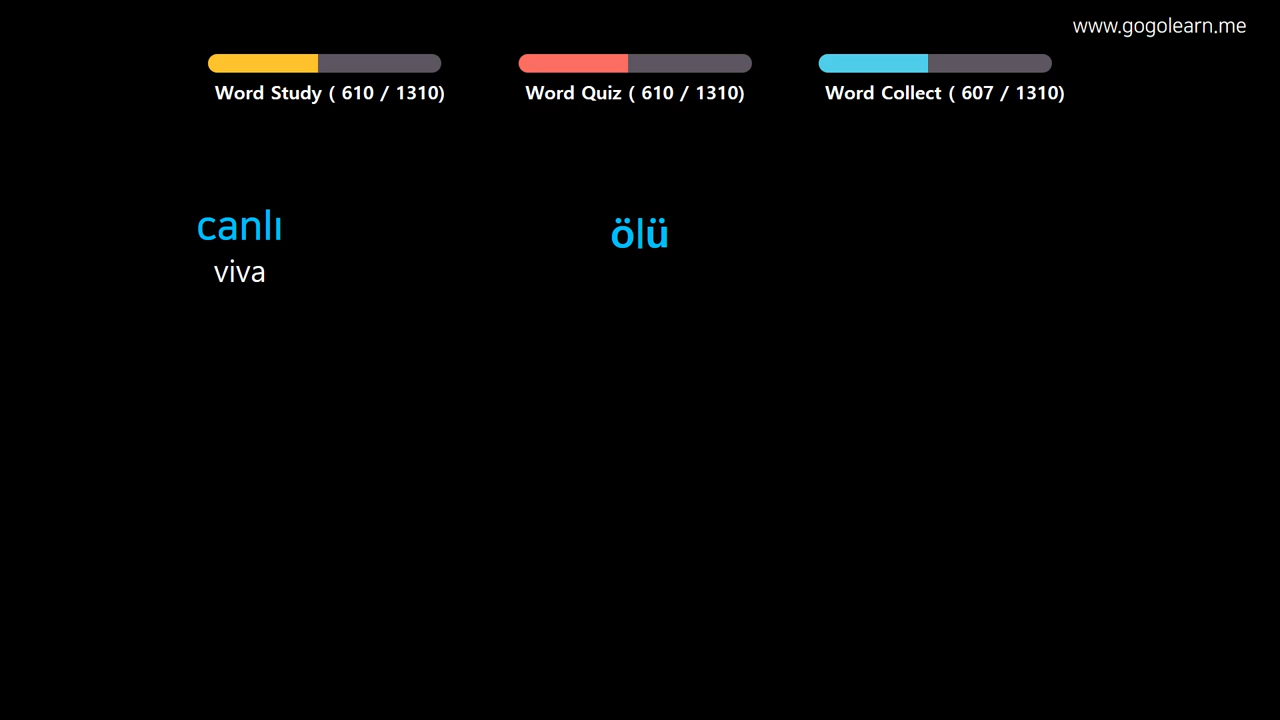 www.gogolearn.me
Word Study ( 610 / 1310)
Word Quiz ( 610 / 1310)
Word Collect ( 607 / 1310)
canlı
viva
ölü